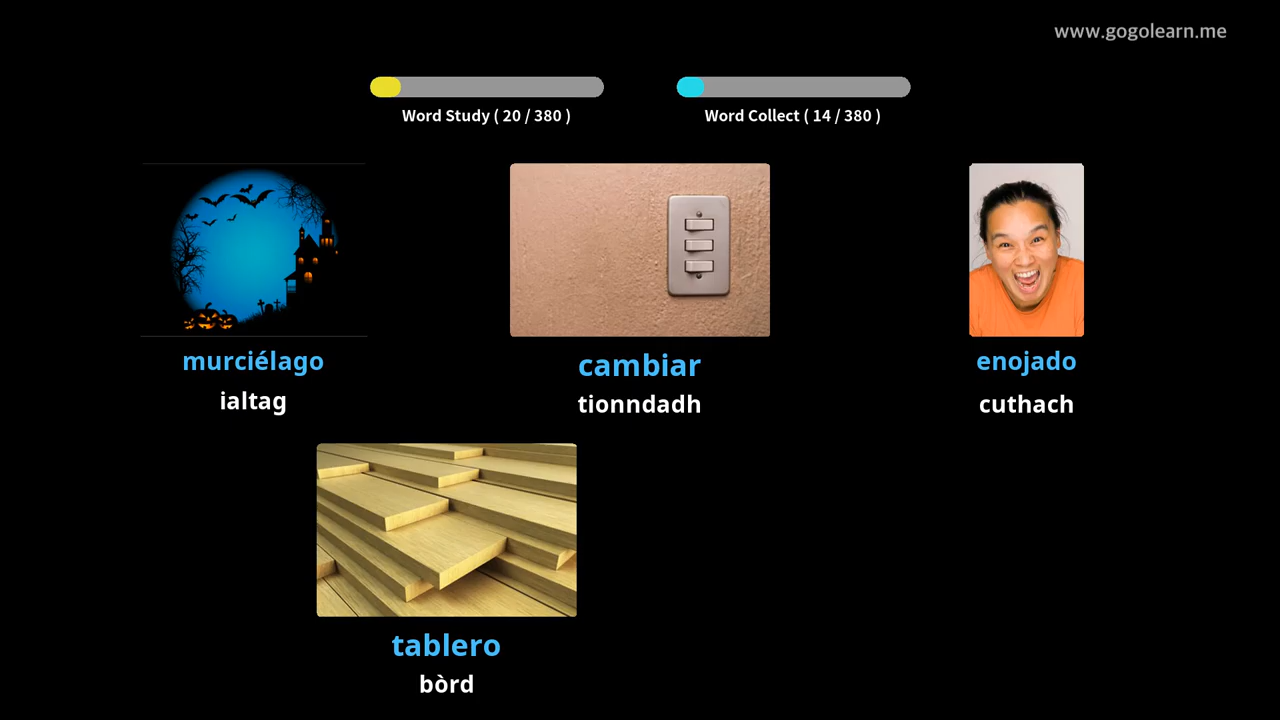 www.gogolearn.me
Word Study ( 20 / 380 )
Word Collect ( 14 / 380 )
murciélago
ialtag
cambiar
tionndadh
enojado
cuthach
tablero
bòrd